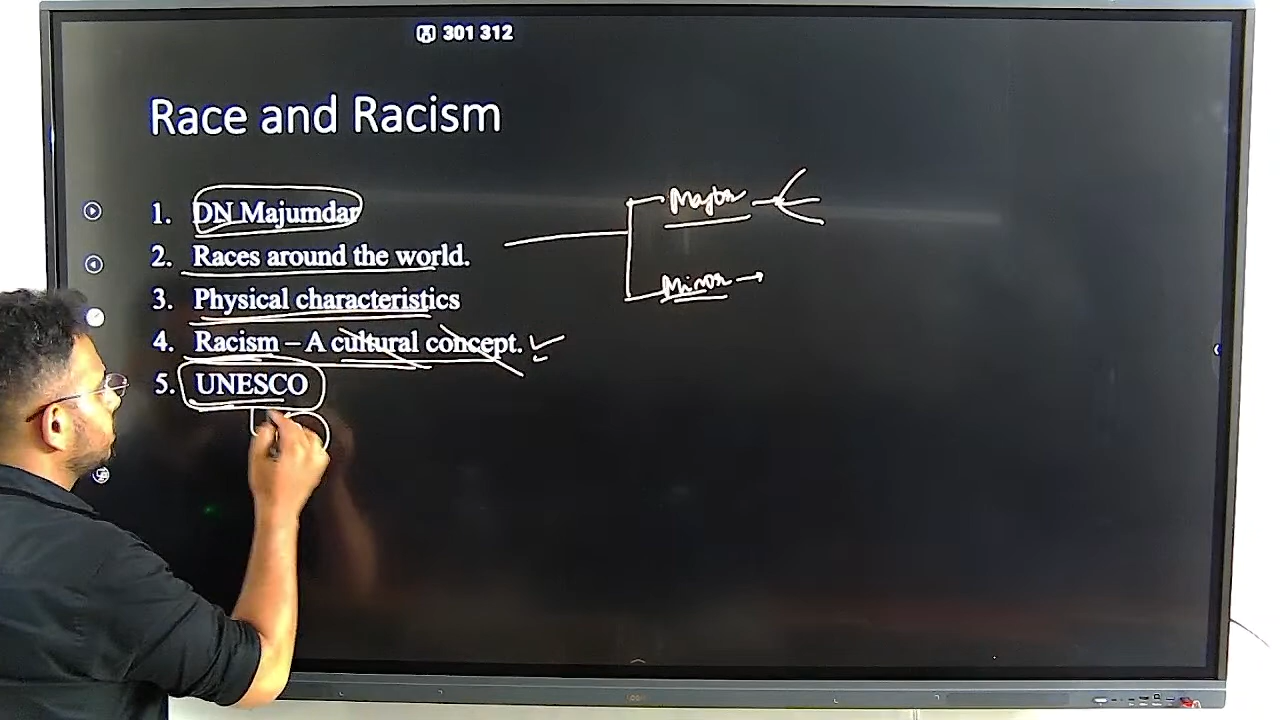 301 312
Race and Racism
1. DN Majumdar
2. Races around the world.
3. Physical characteristics
4. Racism – A cultural concept.
5. UNESCO
Major
Minor